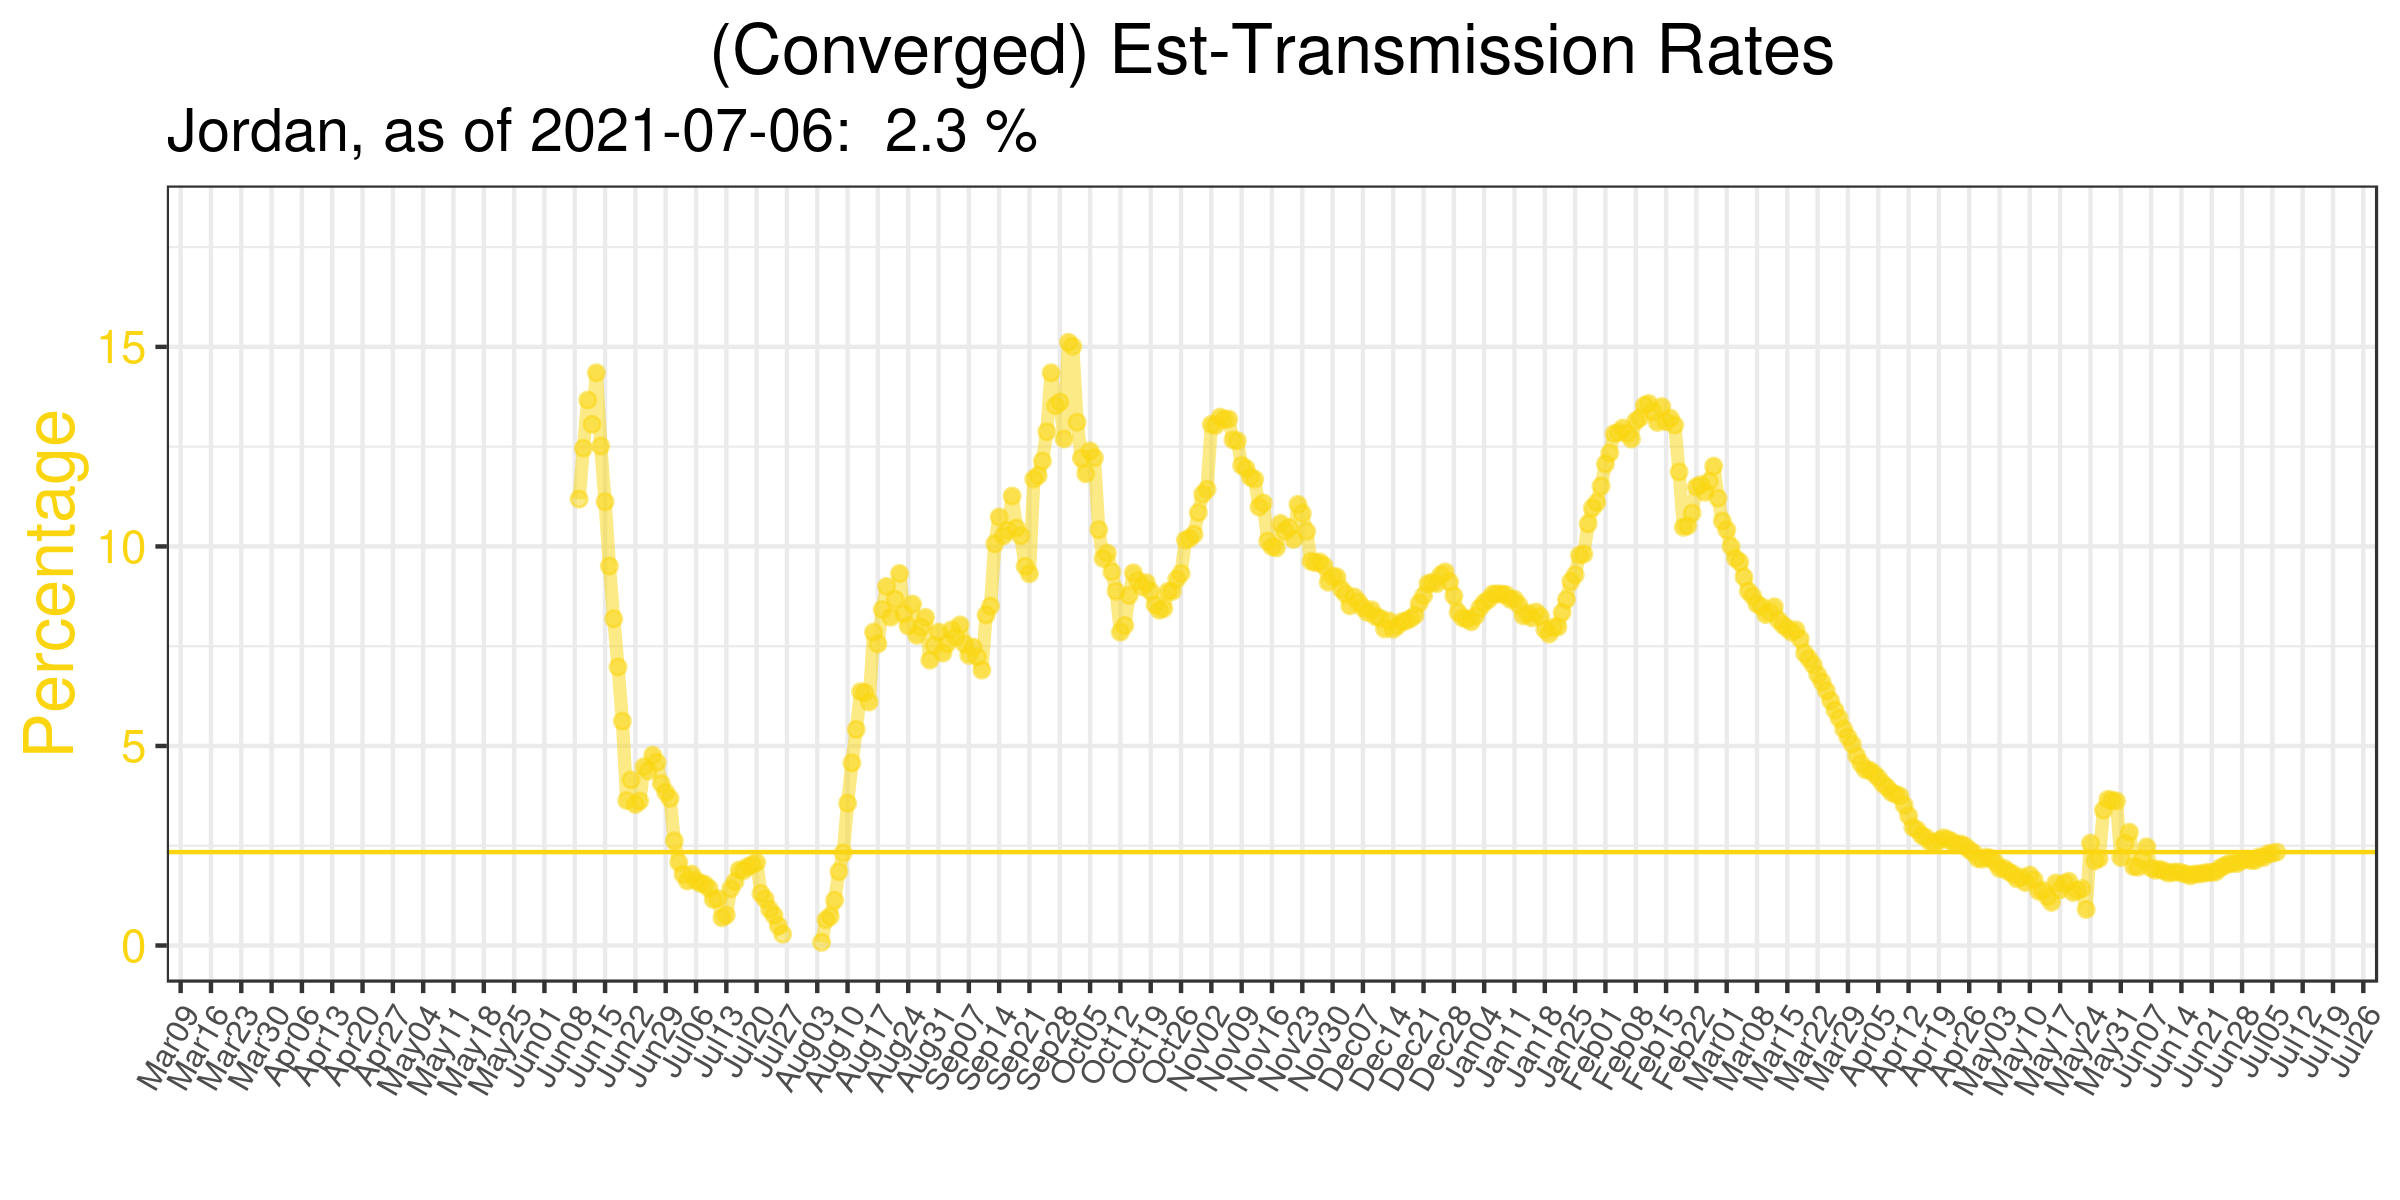 (Converged) Est-Transmission Rates
Jordan, as of 2021-07-06:  2.3 %
Percentage
15
10
5
0
Mar09
Mar16
Mar23
Mar30
Apr06
Apr13
Apr20
Apr27
May04
May11
May18
May25
Jun01
Jun08
Jun15
Jun22
Jun29
Jul06
Jul13
Jul20
Jul27
Aug03
Aug10
Aug17
Aug24
Aug31
Sep07
Sep14
Sep21
Sep28
Oct05
Oct12
Oct19
Oct26
Nov02
Nov09
Nov16
Nov23
Nov30
Dec07
Dec14
Dec21
Dec28
Jan04
Jan11
Jan18
Jan25
Feb01
Feb08
Feb15
Feb22
Mar01
Mar08
Mar15
Mar22
Mar29
Apr05
Apr12
Apr19
Apr26
May03
May10
May17
May24
May31
Jun07
Jun14
Jun21
Jun28
Jul05
Jul12
Jul19
Jul26